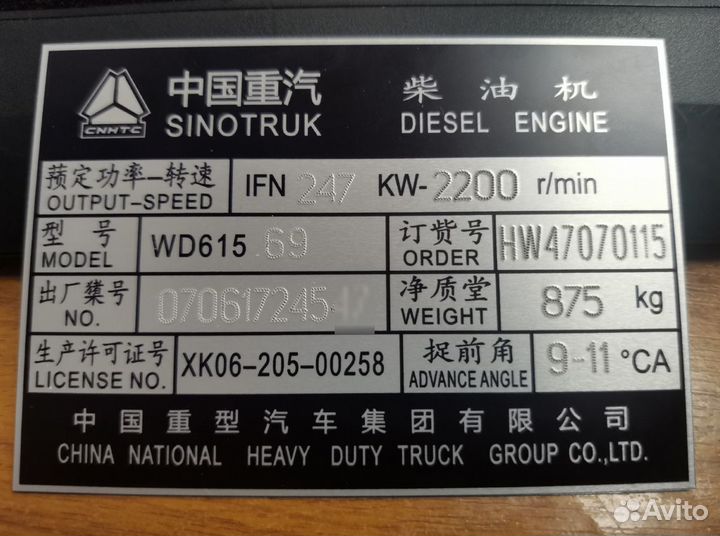 CNHTC
中国重汽
SINOTRUK
柴油机
DIESEL ENGINE
蓣定功率—转速
OUTPUT-SPEED
IFN 247 KW-2200 r/min
型号
MODEL
WD615 69
订货号
ORDER
HW47070115
出厂集号
NO.
070617245
净质堂
WEIGHT
875 kg
生产许可证号
LICENSE NO.
XK06-205-00258
捉前角
ADVANCE ANGLE
9-11 °CA
中国重型汽车集团有限公司
CHINA NATIONAL HEAVY DUTY TRUCK GROUP CO.,LTD.
Avito